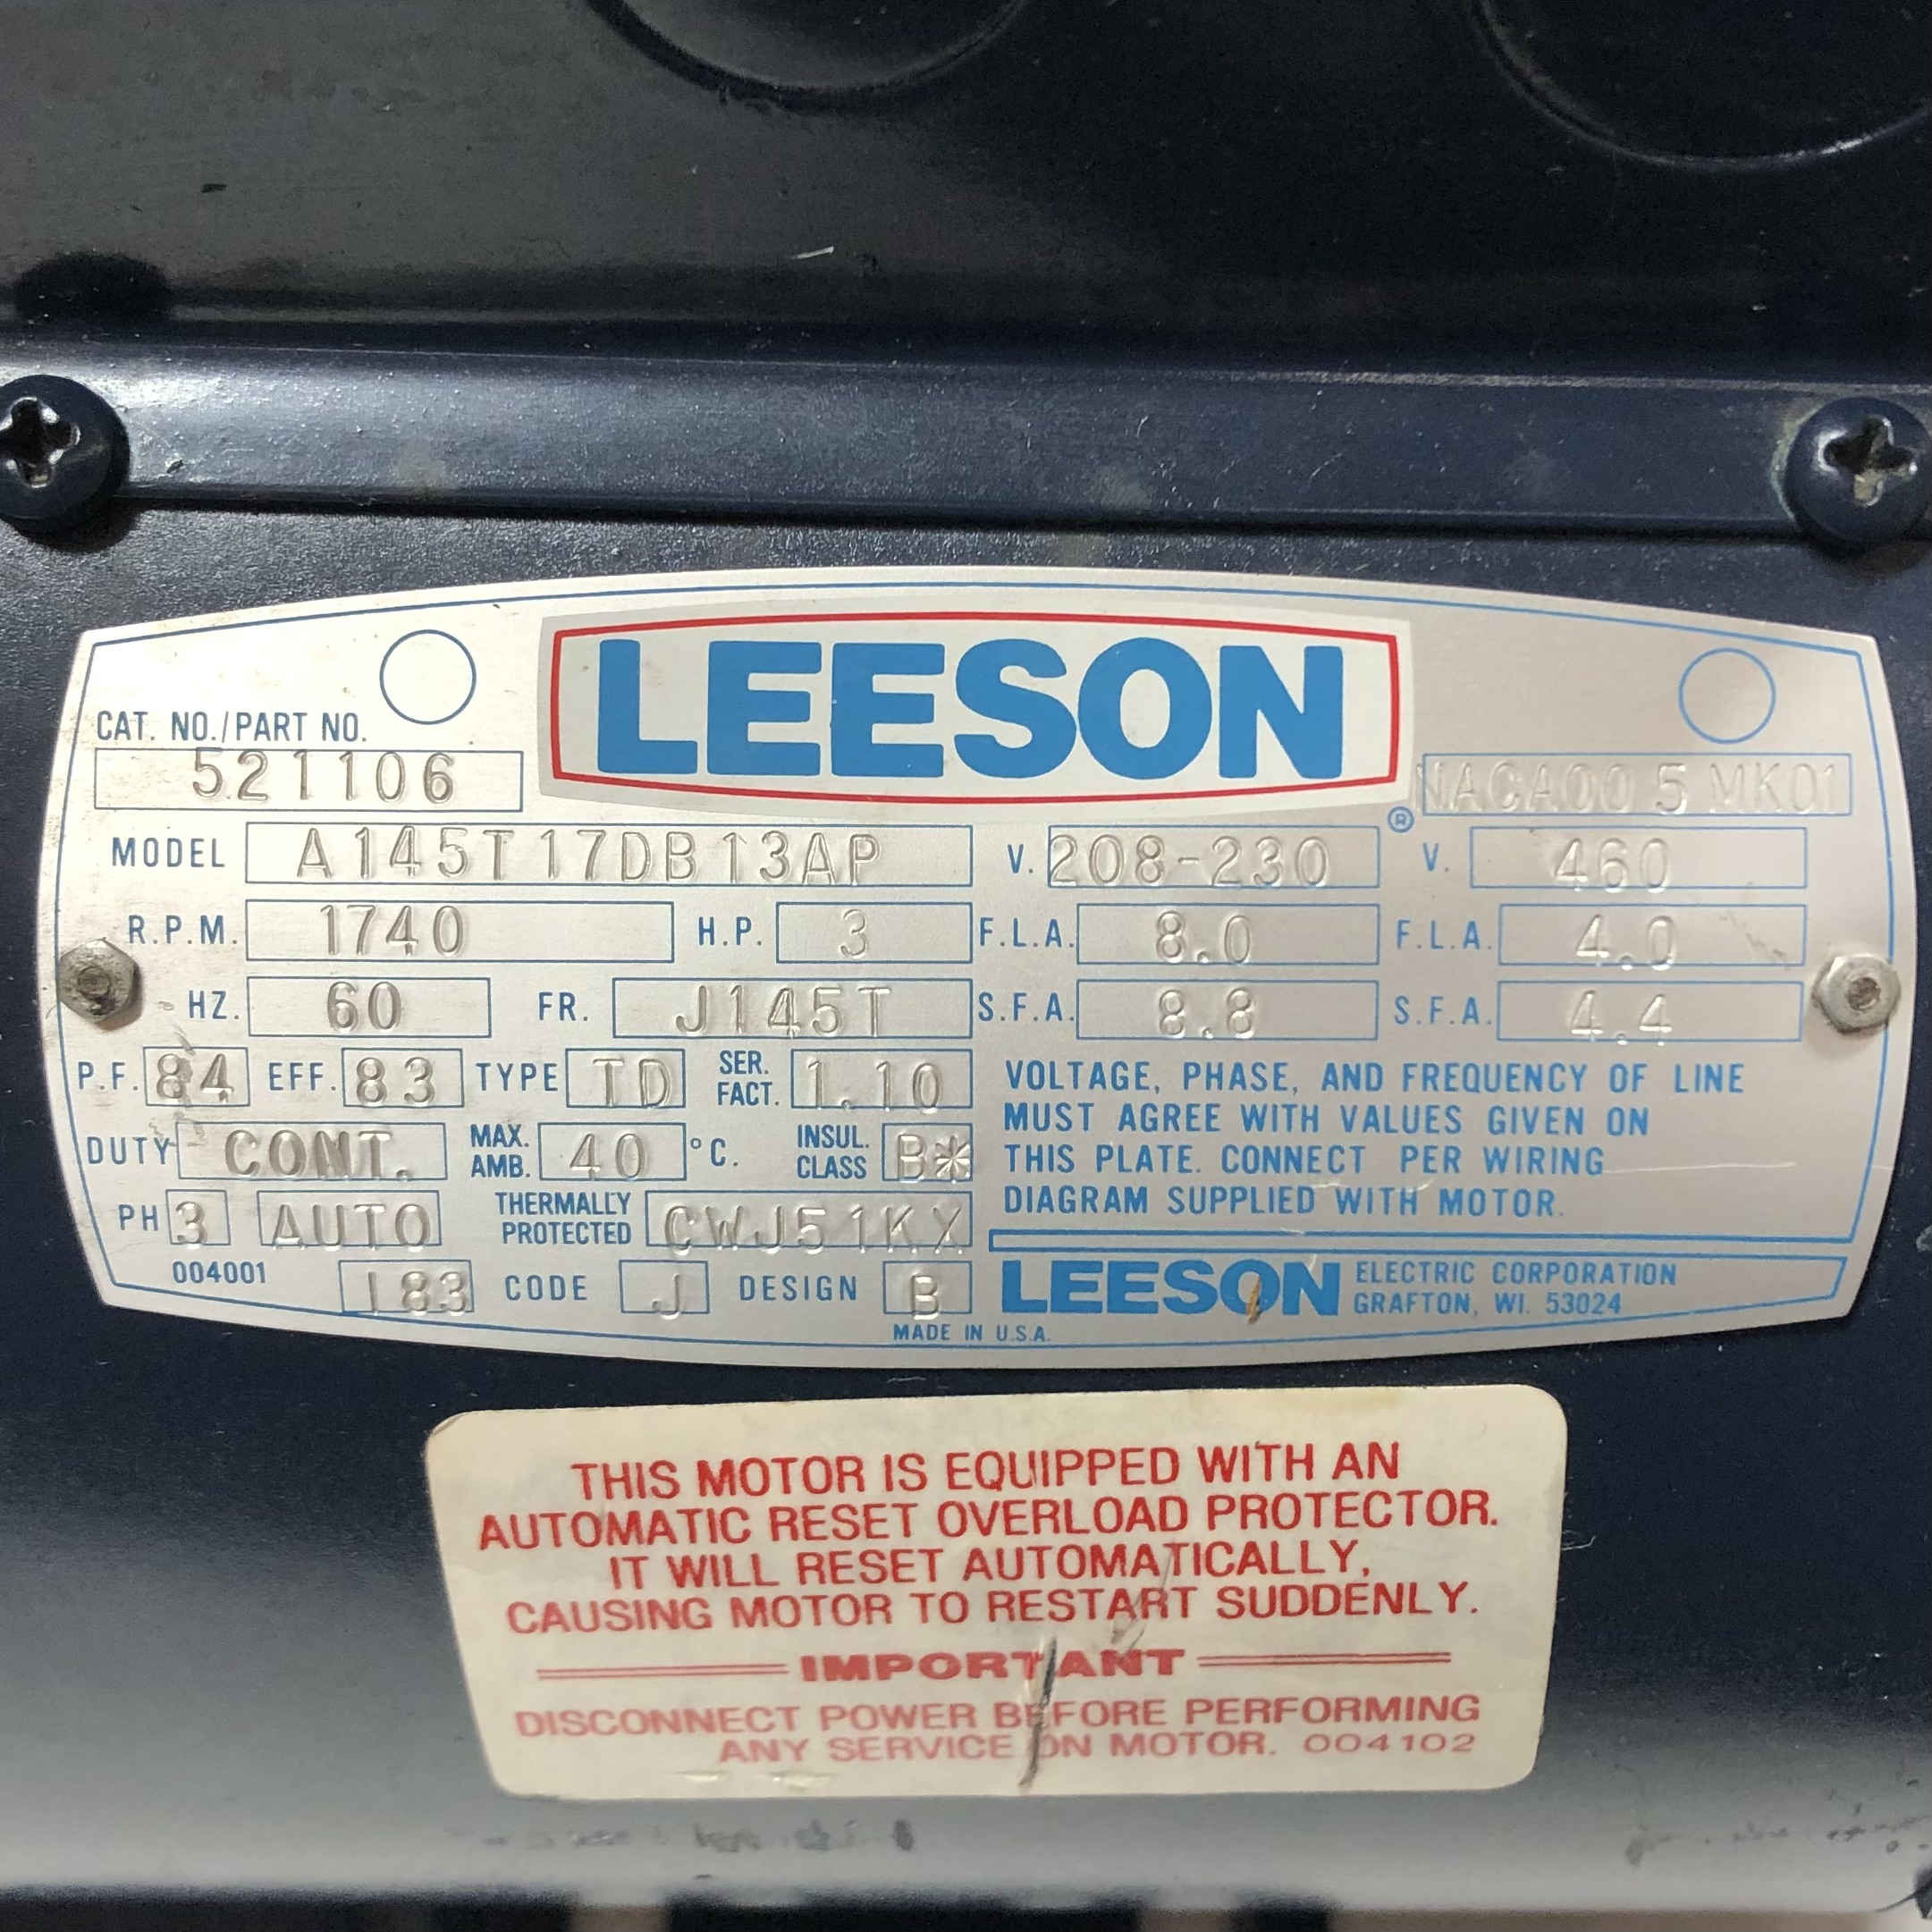 LEESON
CAT. NO./PART NO.
521106
®
MODEL A145T17DB13AP V. 208-230 V. 460
R.P.M. 1740 H.P. 3 F.L.A. 8.0 F.L.A. 4.0
HZ. 60 FR. J145T S.F.A. 8.8 S.F.A. 4.4
P.F. 84 EFF. 83 TYPE TD SER. FACT. 1.10
DUTY CONT. MAX. AMB. 40 °C. INSUL. CLASS B*
PH 3 AUTO THERMALLY PROTECTED CWJ51KX
004001 183 CODE J DESIGN B
VOLTAGE, PHASE, AND FREQUENCY OF LINE
MUST AGREE WITH VALUES GIVEN ON
THIS PLATE. CONNECT PER WIRING
DIAGRAM SUPPLIED WITH MOTOR.
LEESON ELECTRIC CORPORATION
GRAFTON, WI. 53024
MADE IN U.S.A.
THIS MOTOR IS EQUIPPED WITH AN
AUTOMATIC RESET OVERLOAD PROTECTOR.
IT WILL RESET AUTOMATICALLY,
CAUSING MOTOR TO RESTART SUDDENLY.
IMPORTANT
DISCONNECT POWER BEFORE PERFORMING
ANY SERVICE ON MOTOR. 004102